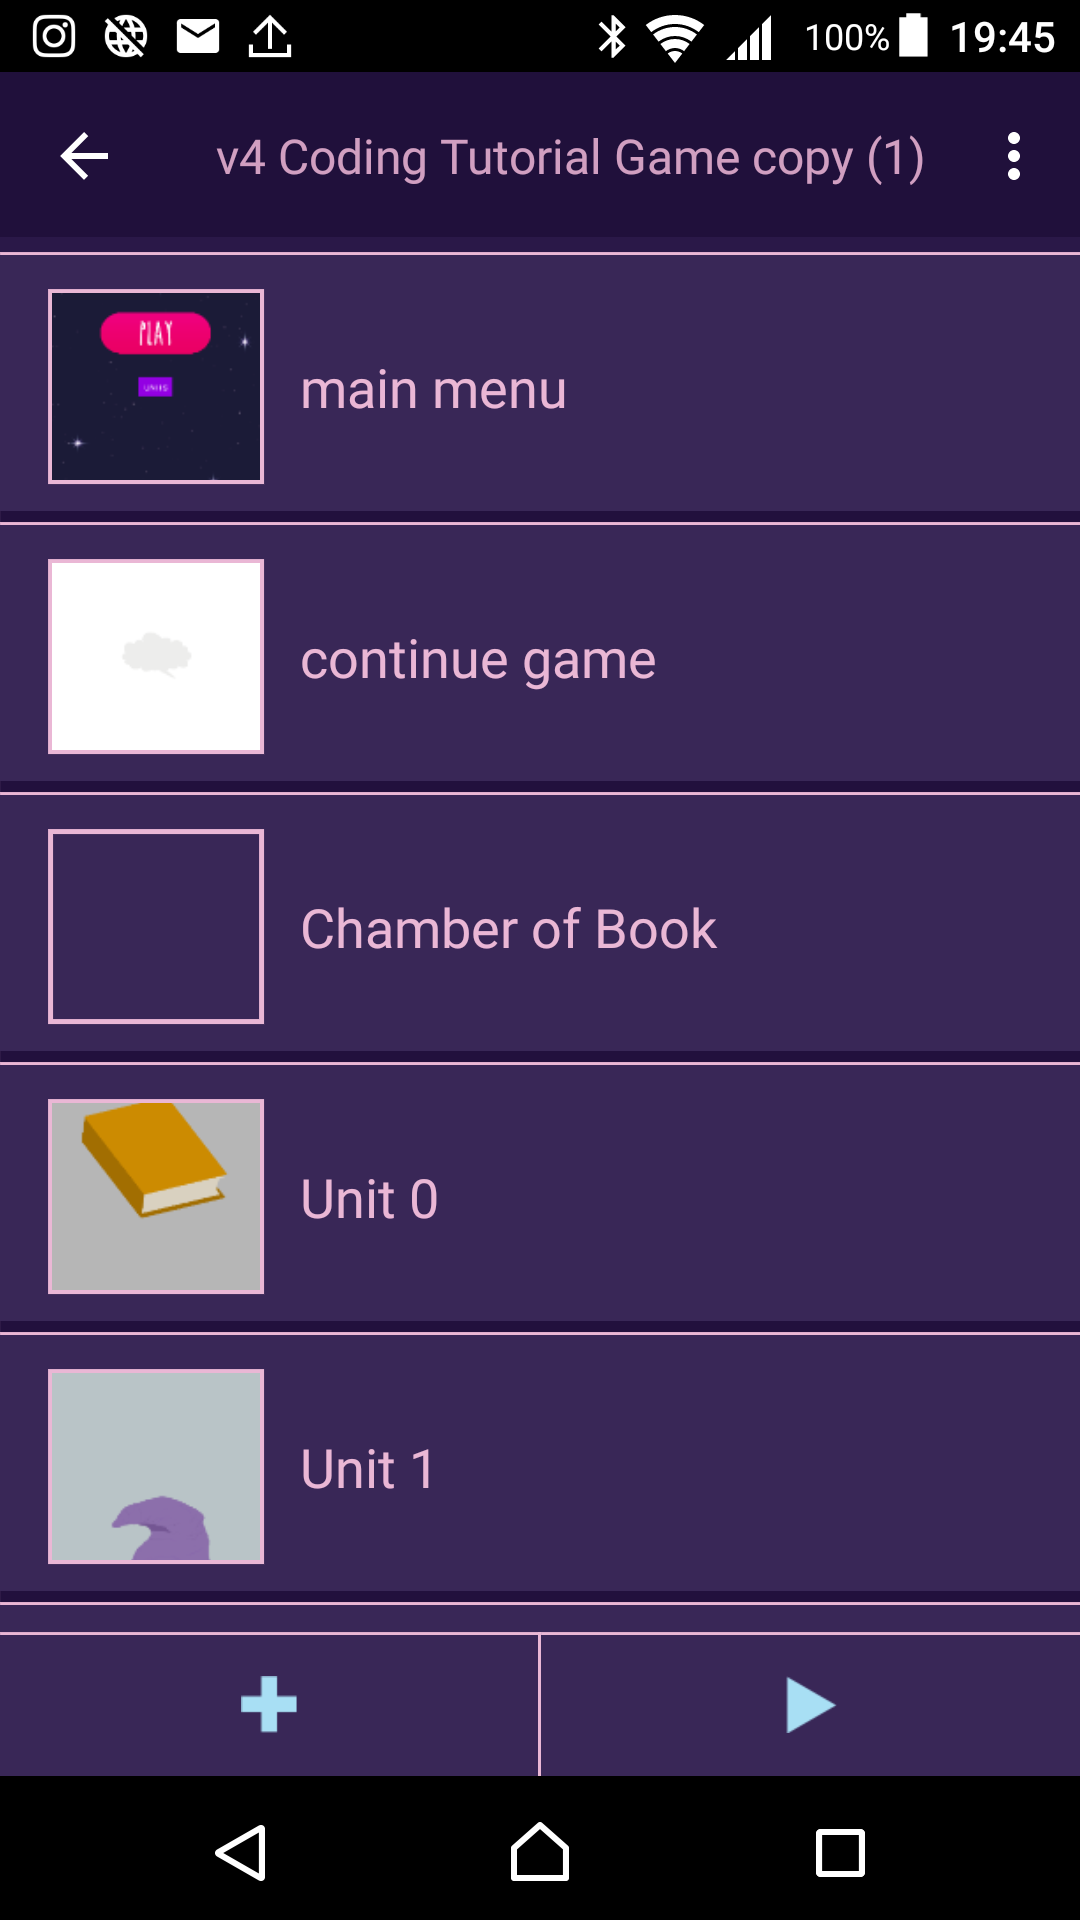 100% 19:45
v4 Coding Tutorial Game copy (1)
PLAY
UNITS
main menu
continue game
Chamber of Book
Unit 0
Unit 1